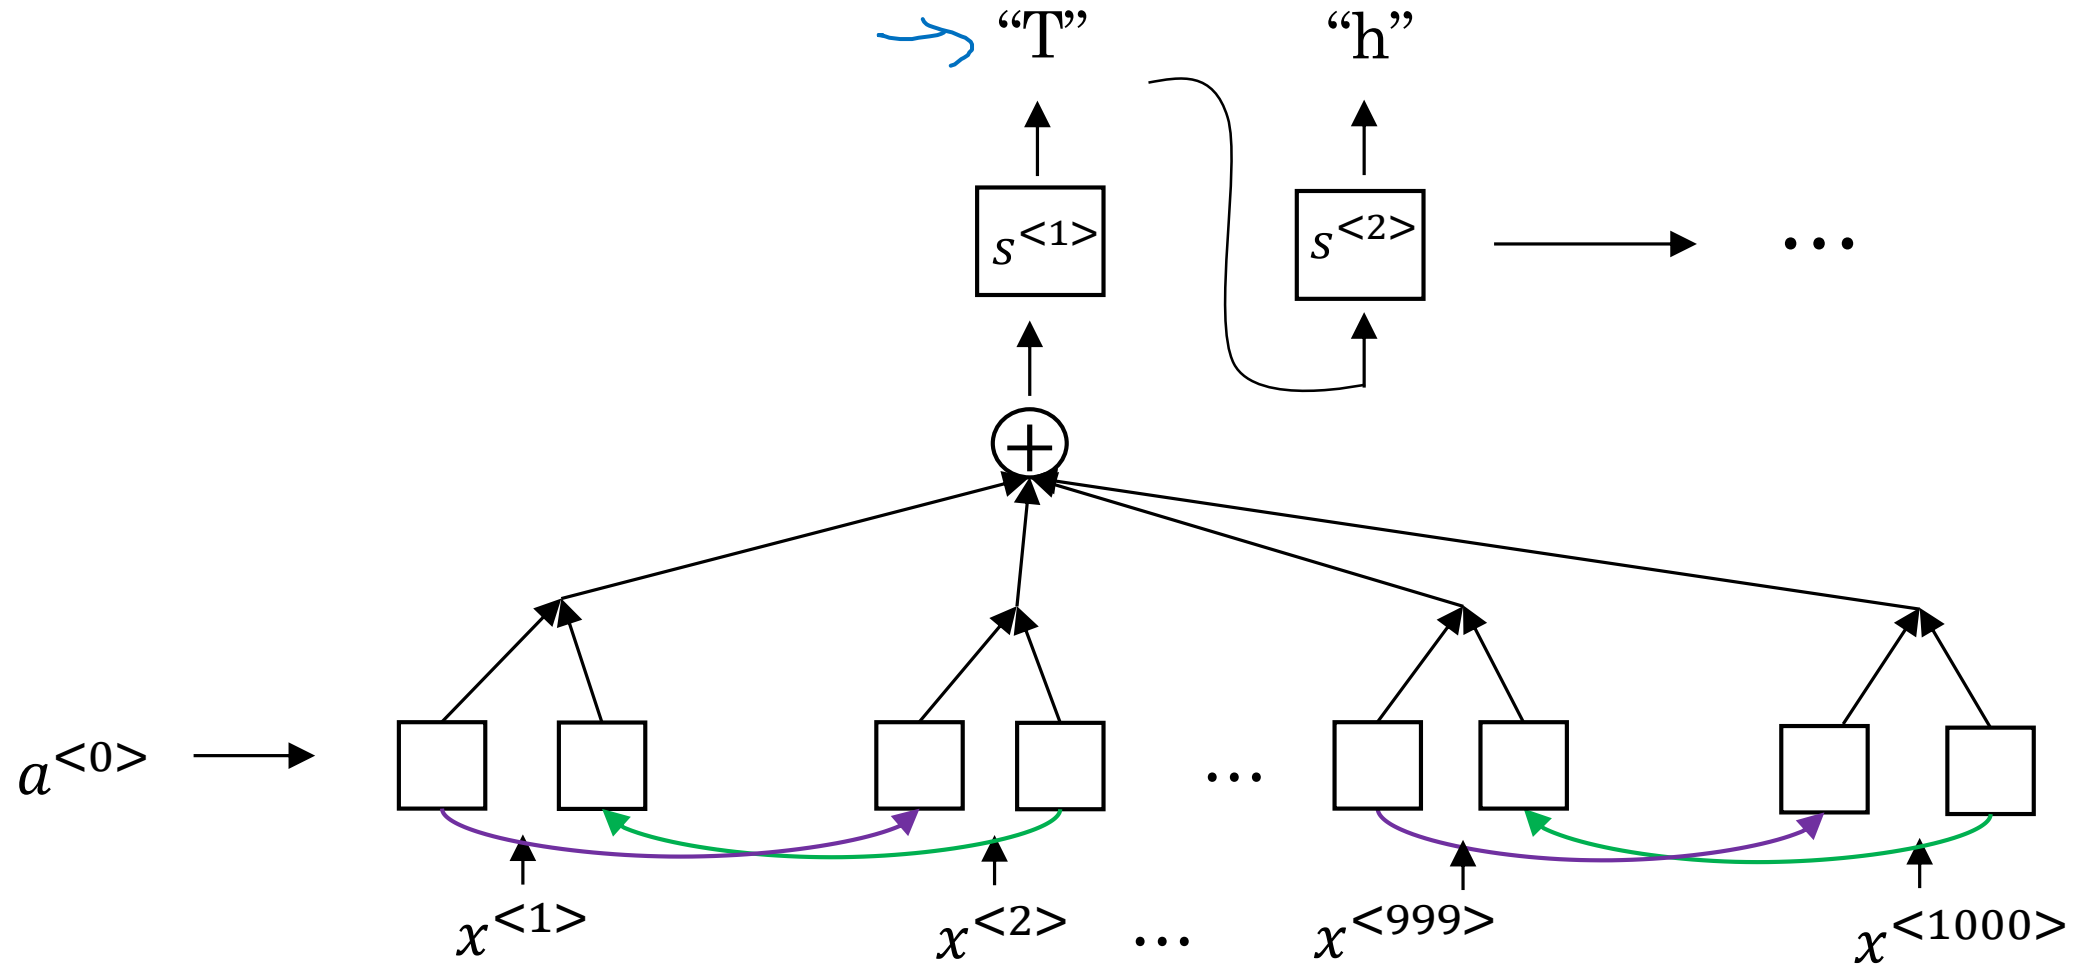 “T” “h”
s<1> s<2> ...
+
a<0> ...
x<1> x<2> ... x<999> x<1000>